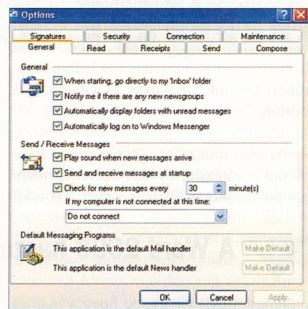 Options
Signatures Security Connection Maintenance
General Read Receipts Send Compose
General
When starting, go directly to my 'Inbox' folder
Notify me if there are any new newsgroups
Automatically display folders with unread messages
Automatically log on to Windows Messenger
Send / Receive Messages
Play sound when new messages arrive
Send and receive messages at startup
Check for new messages every 30 minute(s)
If my computer is not connected at this time:
Do not connect
Default Messaging Programs
This application is the default Mail handler Make Default
This application is the default News handler Make Default
OK Cancel Apply